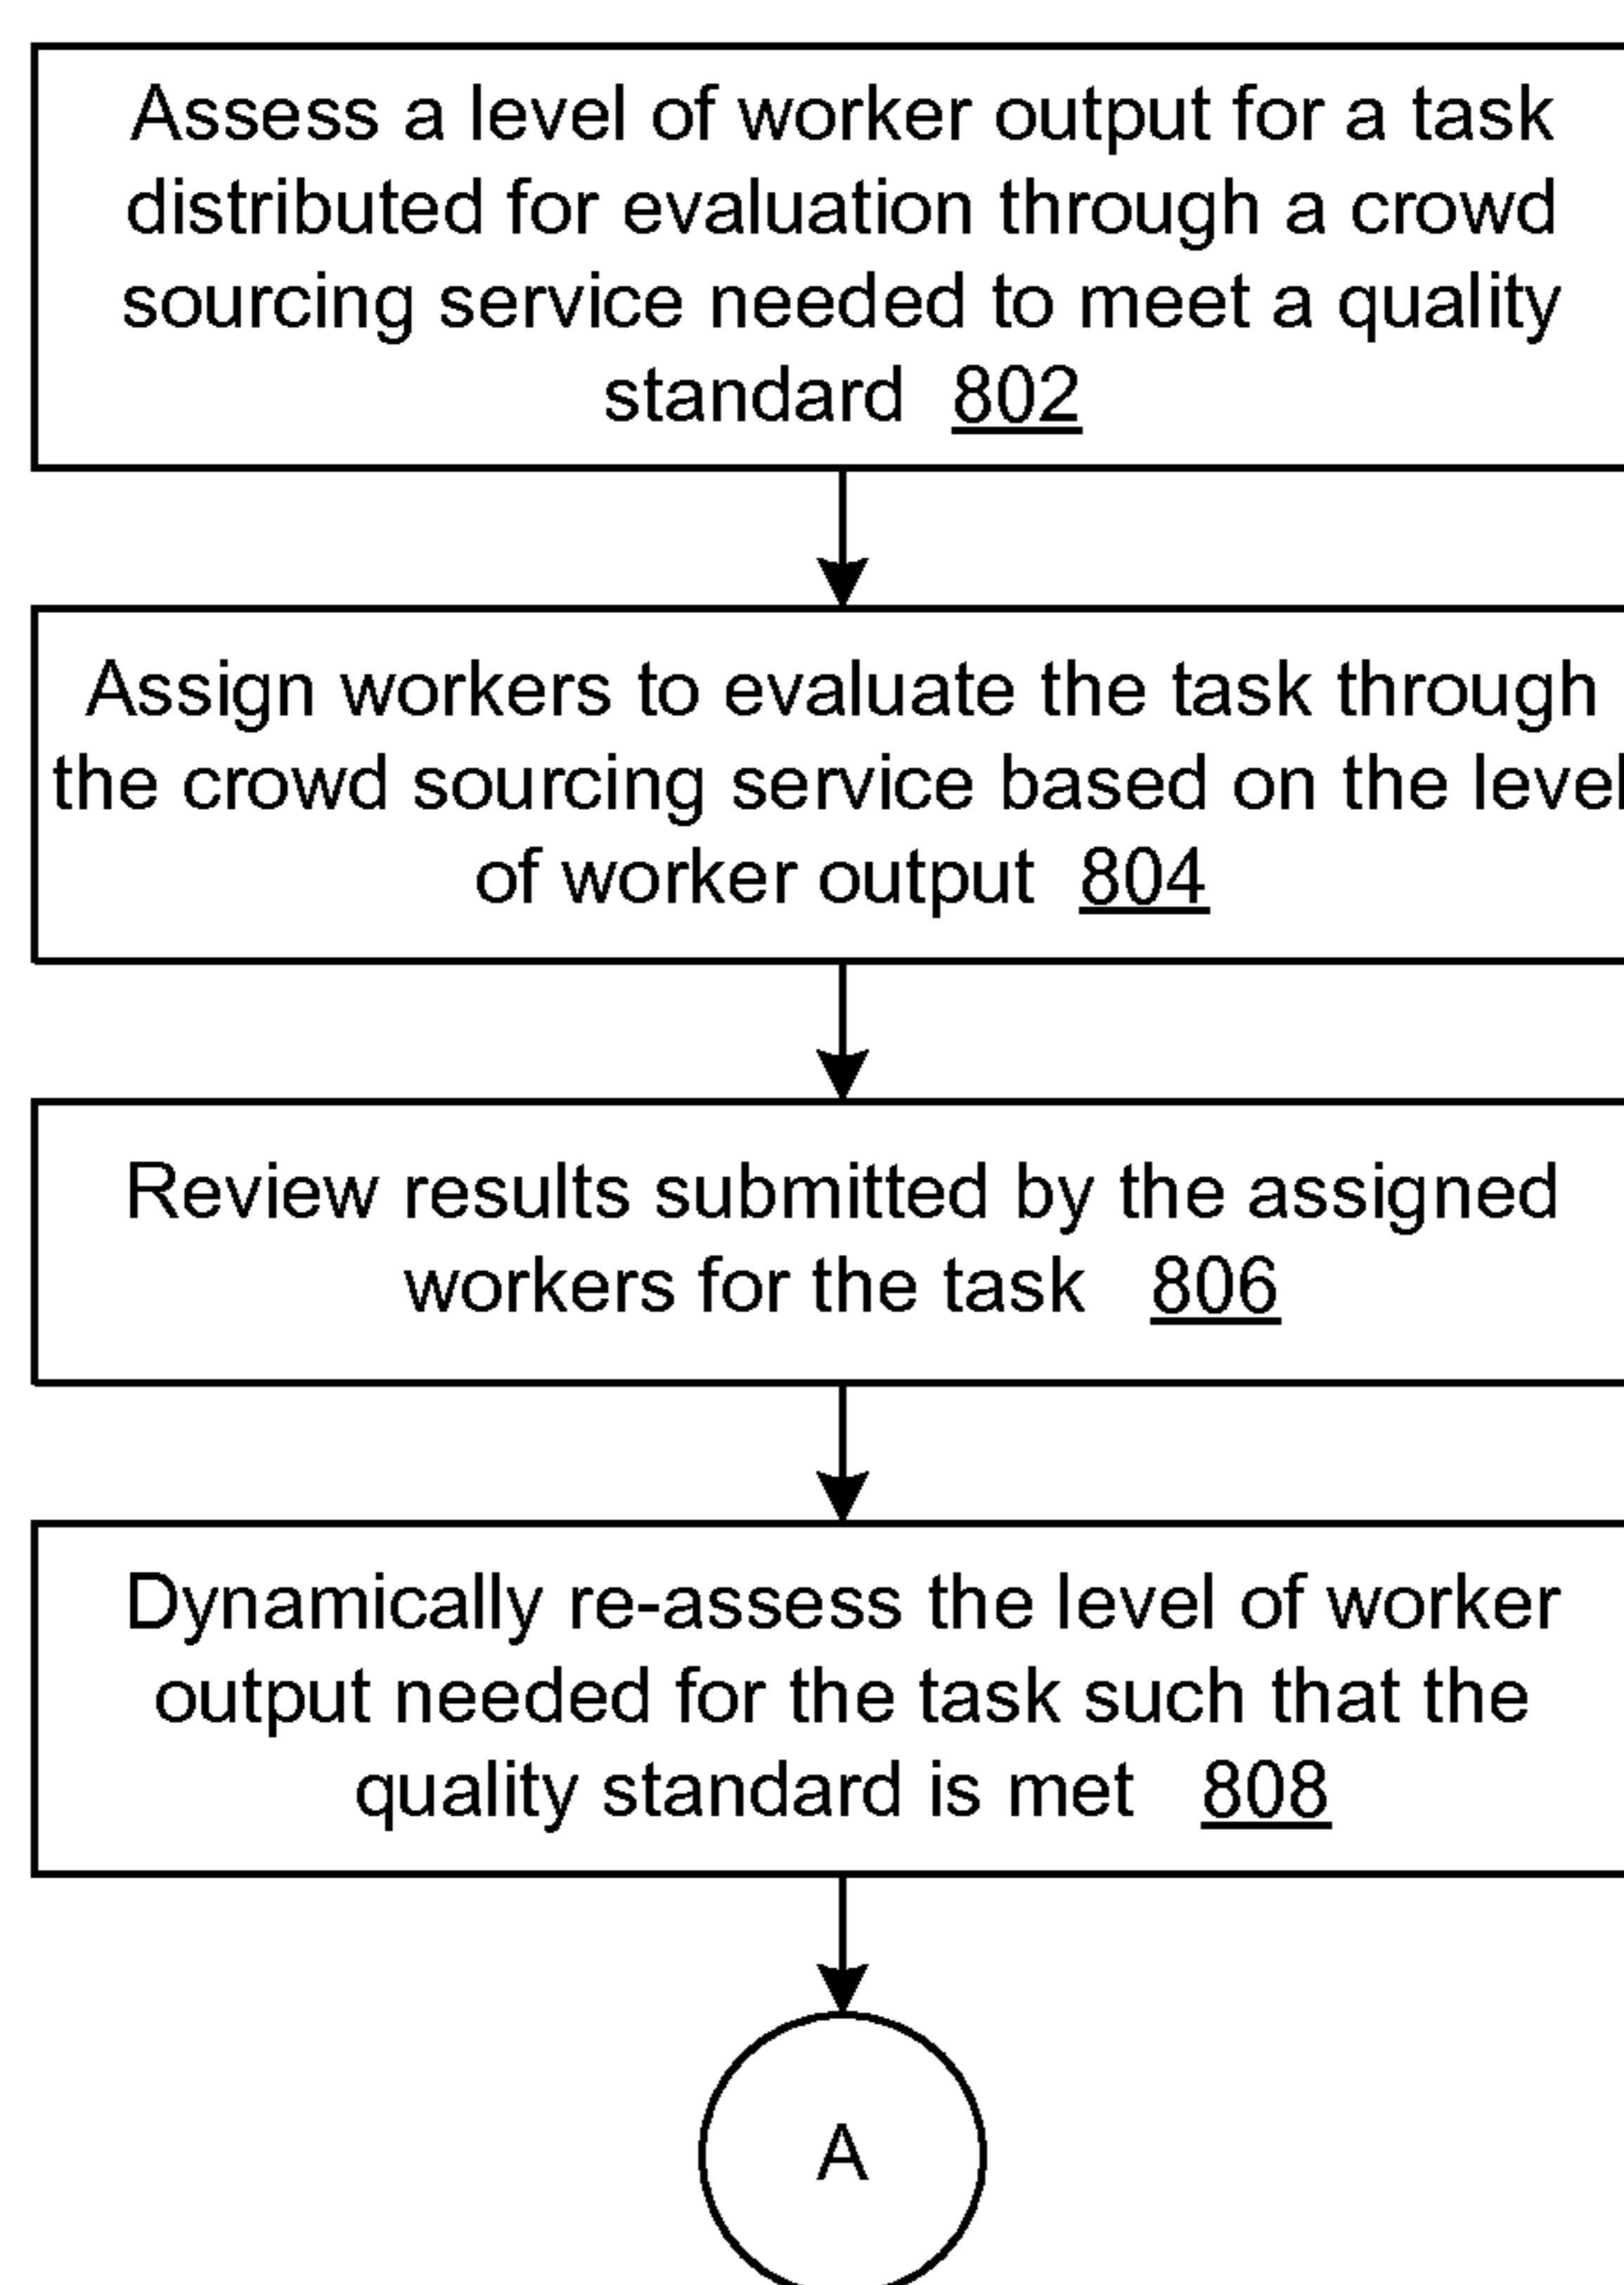 Assess a level of worker output for a task
distributed for evaluation through a crowd
sourcing service needed to meet a quality
standard 802
Assign workers to evaluate the task through
the crowd sourcing service based on the level
of worker output 804
Review results submitted by the assigned
workers for the task 806
Dynamically re-assess the level of worker
output needed for the task such that the
quality standard is met 808
A